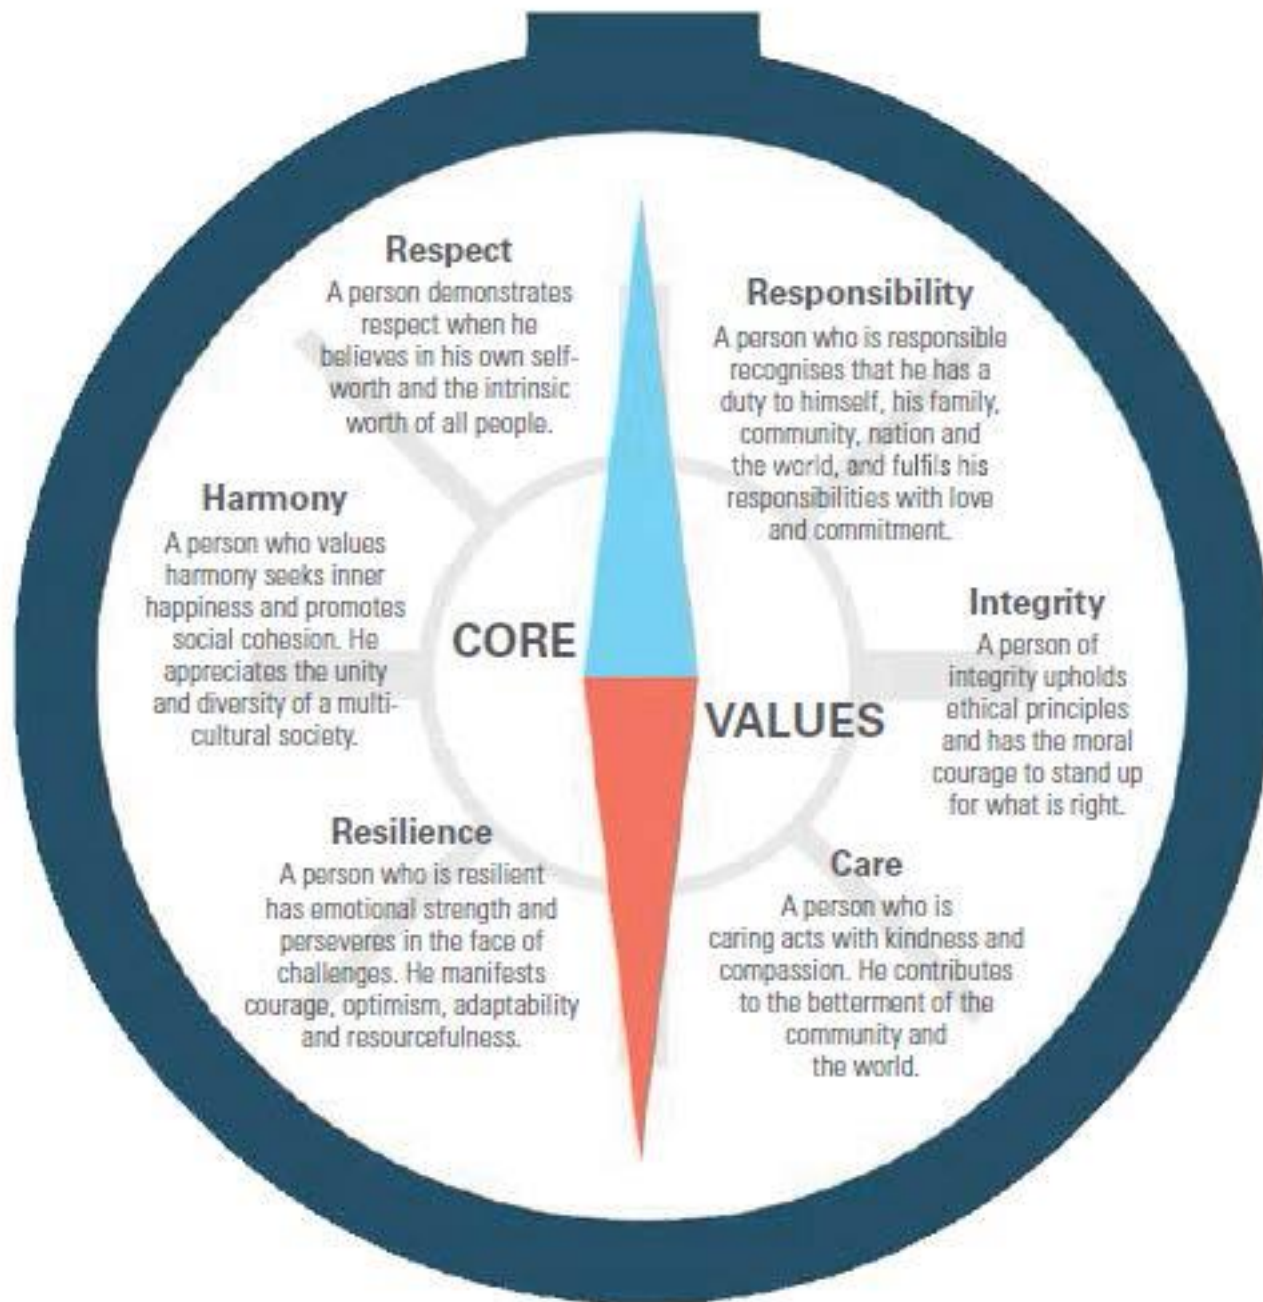 Respect
A person demonstrates
respect when he
believes in his own self-
worth and the intrinsic
worth of all people.
Responsibility
A person who is responsible
recognises that he has a
duty to himself, his family,
community, nation and
the world, and fulfils his
responsibilities with love
and commitment.
Harmony
A person who values
harmony seeks inner
happiness and promotes
social cohesion. He
appreciates the unity
and diversity of a multi-
cultural society.
CORE
VALUES
Integrity
A person of
integrity upholds
ethical principles
and has the moral
courage to stand up
for what is right.
Resilience
A person who is resilient
has emotional strength and
perseveres in the face of
challenges. He manifests
courage, optimism, adaptability
and resourcefulness.
Care
A person who is
caring acts with kindness and
compassion. He contributes
to the betterment of the
community and
the world.